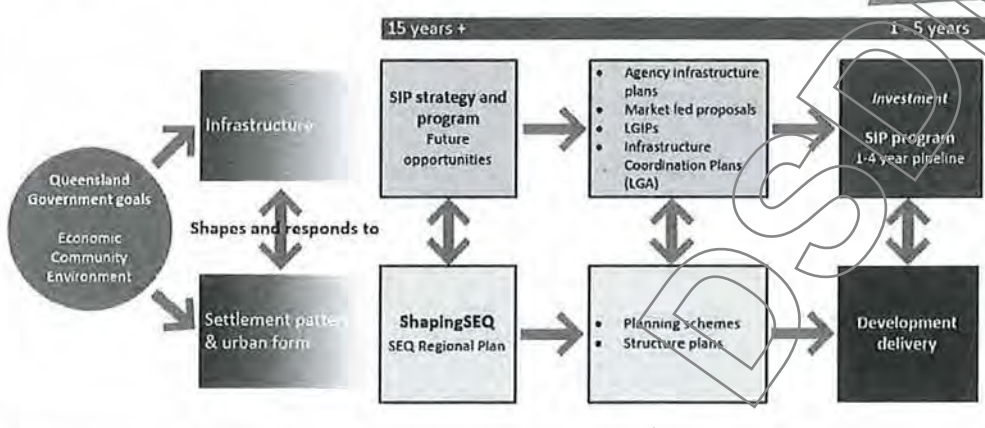 15 years +
1 - 5 years
Queensland
Government goals
Economic
Community
Environment
Infrastructure
Shapes and responds to
Settlement pattern
& urban form
SIP strategy and
program
Future
opportunities
• Agency infrastructure
plans
• Market led proposals
• LGIPs
• Infrastructure
Coordination Plans
(LGA)
Investment
SIP program
1-4 year pipeline
ShapingSEQ
SEQ Regional Plan
• Planning schemes
• Structure plans
Development
delivery